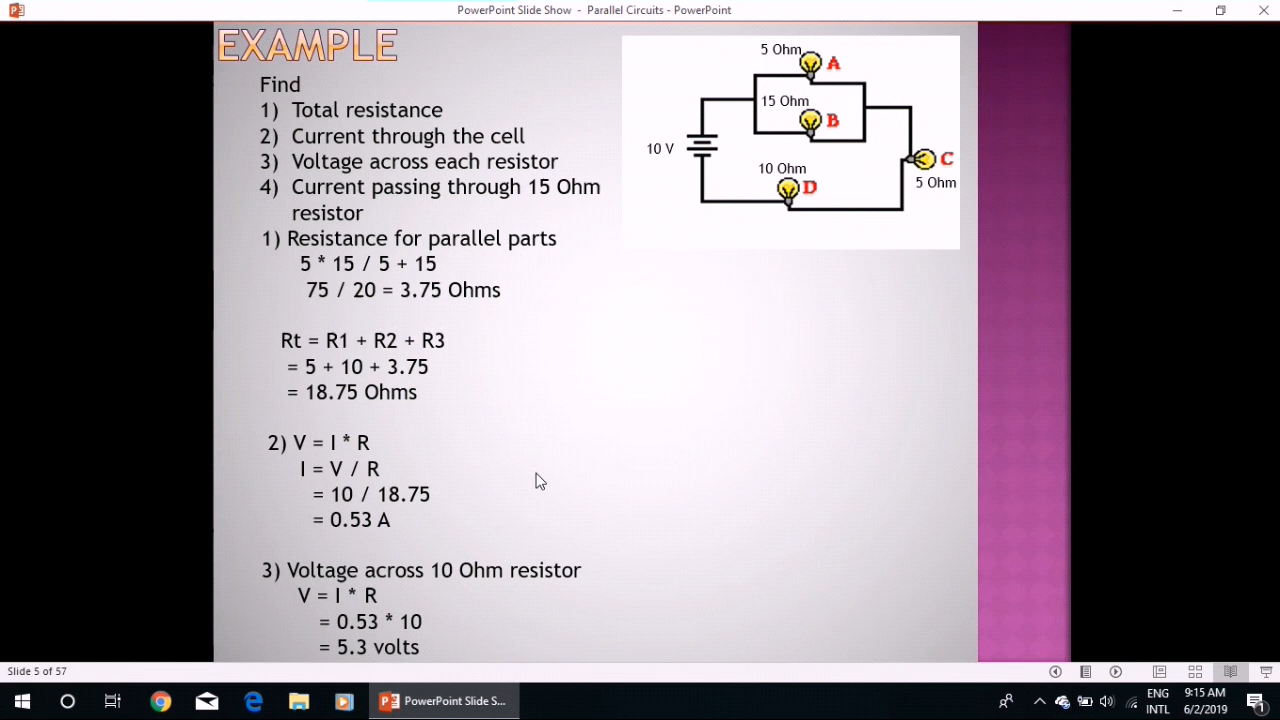 PowerPoint Slide Show - Parallel Circuits - PowerPoint
EXAMPLE
Find
1) Total resistance
2) Current through the cell
3) Voltage across each resistor
4) Current passing through 15 Ohm
resistor
1) Resistance for parallel parts
5 * 15 / 5 + 15
75 / 20 = 3.75 Ohms
Rt = R1 + R2 + R3
= 5 + 10 + 3.75
= 18.75 Ohms
2) V = I * R
I = V / R
= 10 / 18.75
= 0.53 A
3) Voltage across 10 Ohm resistor
V = I * R
= 0.53 * 10
= 5.3 volts
5 Ohm
A
15 Ohm
B
10 V
10 Ohm
D
C
5 Ohm
Slide 5 of 57
PowerPoint Slide S...
ENG
INTL
9:15 AM
6/2/2019
1